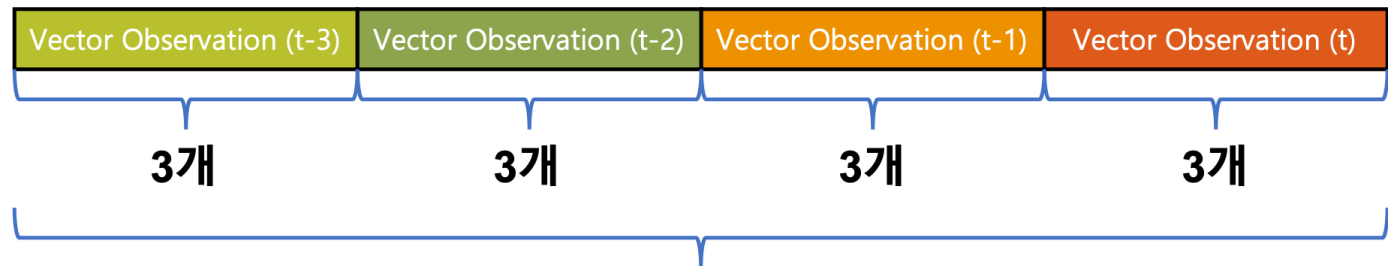 Vector Observation (t-3) Vector Observation (t-2) Vector Observation (t-1) Vector Observation (t)
3개 3개 3개 3개